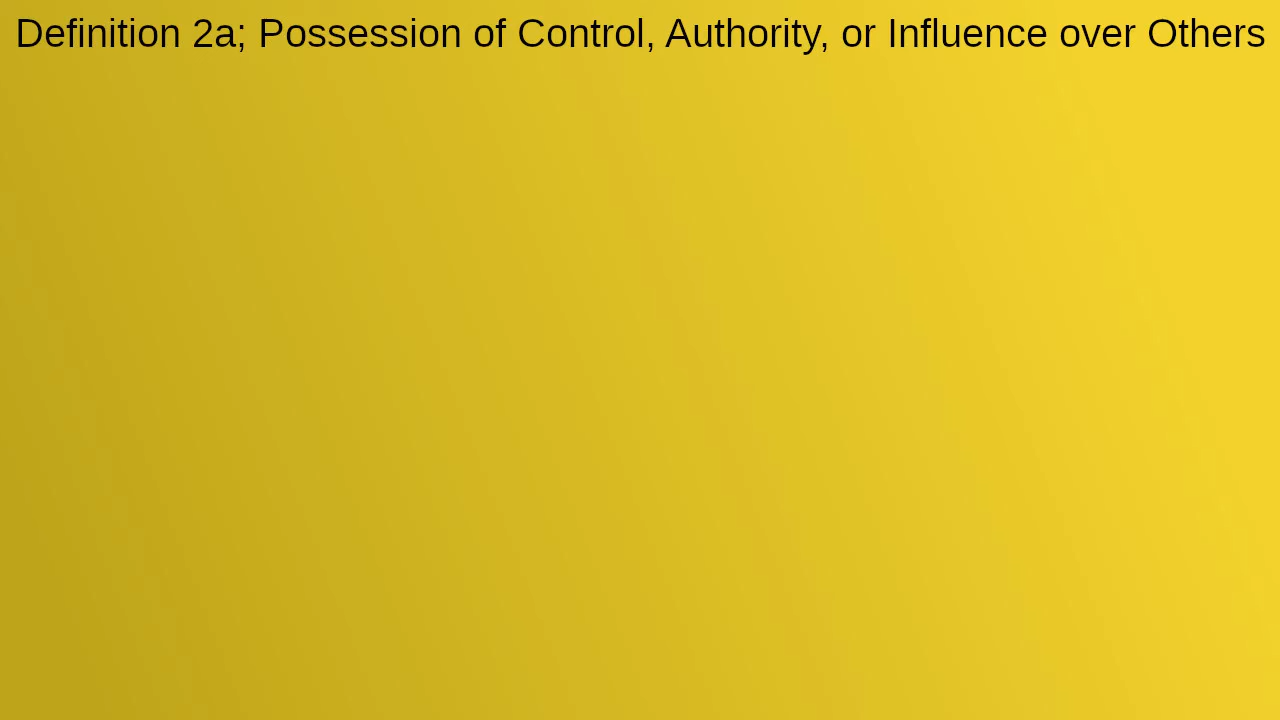 Definition 2a; Possession of Control, Authority, or Influence over Others